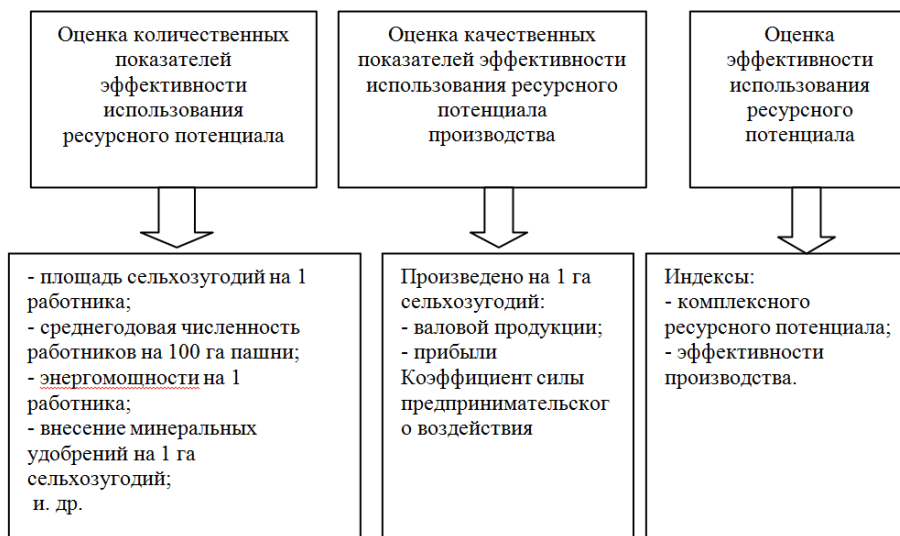 Оценка количественных
показателей
эффективности
использования
ресурсного потенциала
Оценка качественных
показателей эффективности
использования ресурсного
потенциала
производства
Оценка
эффективности
использования
ресурсного
потенциала
- площадь сельхозугодий на 1
работника;
- среднегодовая численность
работников на 100 га пашни;
- энергомощности на 1
работника;
- внесение минеральных
удобрений на 1 га
сельхозугодий;
и. др.
Произведено на 1 га
сельхозугодий:
- валовой продукции;
- прибыли
Коэффициент силы
предпринимательског
о воздействия
Индексы:
- комплексного
ресурсного потенциала;
- эффективности
производства.